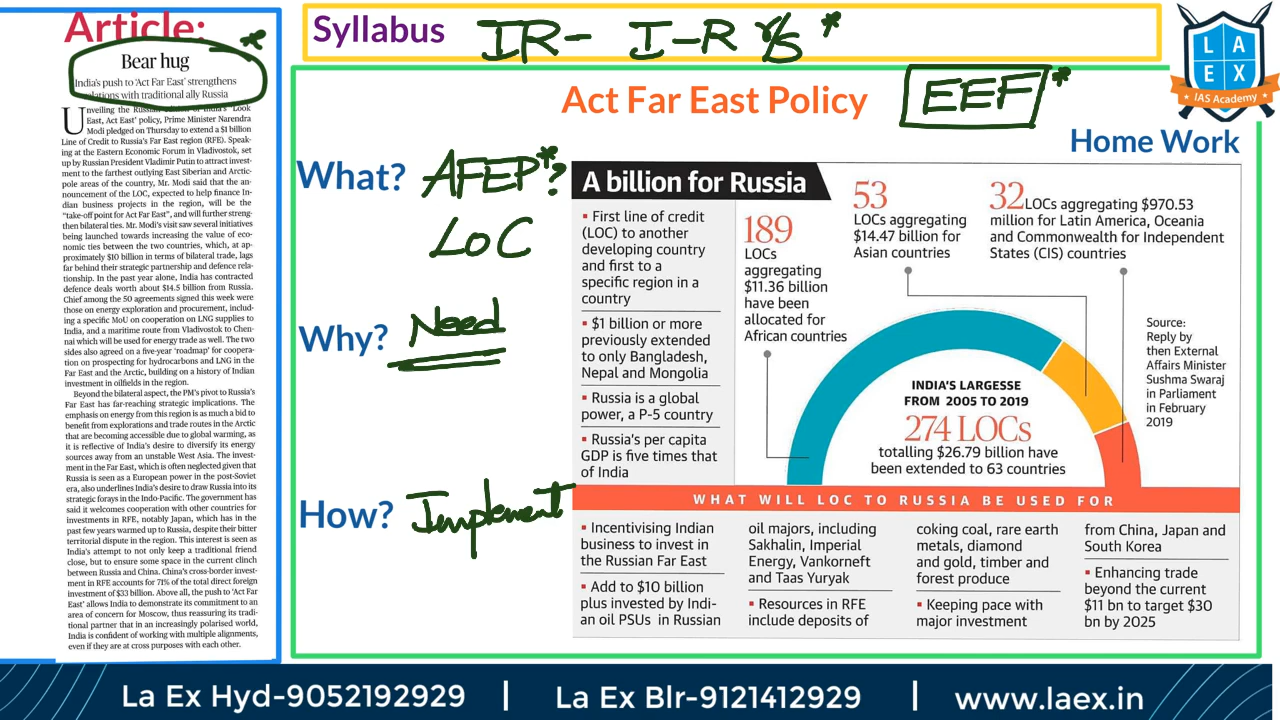 Article:
Bear hug
India's push to 'Act Far East' strengthens
relations with traditional ally Russia
Unveiling the Russian edition of India's 'Look
East, Act East' policy, Prime Minister Narendra
Modi pledged on Thursday to extend a $1 billion
Line of Credit to Russia's Far East region (RFE). Speak-
ing at the Eastern Economic Forum in Vladivostok, set
up by Russian President Vladimir Putin to attract invest-
ment to the farthest outlying East Siberian and Arctic-
pole areas of the country, Mr. Modi said that the an-
nouncement of the LOC, expected to help finance In-
dian business projects in the region, will be the
"take-off point for Act Far East", and will further streng-
then bilateral ties. Mr. Modi's visit saw several initiatives
being launched towards increasing the value of eco-
nomic ties between the two countries, which, at ap-
proximately $10 billion in terms of bilateral trade, lags
far behind their strategic partnership and defence rela-
tionship. In the past year alone, India has contracted
defence deals worth about $14.5 billion from Russia.
Chief among the 50 agreements signed this week were
those on energy exploration and procurement, includ-
ing a specific MoU on cooperation on LNG supplies to
India, and a maritime route from Vladivostok to Chen-
nai which will be used for energy trade as well. The two
sides also agreed on a five-year 'roadmap' for coopera-
tion on prospecting for hydrocarbons and LNG in the
Far East and the Arctic, building on a history of Indian
investment in oilfields in the region.
Beyond the bilateral aspect, the PM's pivot to Russia's
Far East has far-reaching strategic implications. The
emphasis on energy from this region is as much a bid to
benefit from explorations and trade routes in the Arctic
that are becoming accessible due to global warming, as
it is reflective of India's desire to diversify its energy
sources away from an unstable West Asia. The invest-
ment in the Far East, which is often neglected given that
Russia is seen as a European power in the post-Soviet
era, also underlines India's desire to draw Russia into its
strategic forays in the Indo-Pacific. The government has
said it welcomes cooperation with other countries for
investments in RFE, notably Japan, which has in the
past few years warmed up to Russia, despite their bitter
territorial dispute in the region. This interest is seen as
India's attempt to not only keep a traditional friend
close, but to ensure some space in the current clinch
between Russia and China. China's cross-border invest-
ment in RFE accounts for 71% of the total direct foreign
investment of $33 billion. Above all, the push to 'Act Far
East' allows India to demonstrate its commitment to an
area of concern for Moscow, thus reassuring its tradi-
tional partner that in an increasingly polarised world,
India is confident of working with multiple alignments,
even if they are at cross purposes with each other.
Syllabus IR- I-R r/s *
LAEX
IAS Academy
Act Far East Policy EEF *
Home Work
What? AFEP*?
LOC
Why? Need
How? Implement
A billion for Russia
▪ First line of credit
(LOC) to another
developing country
and first to a
specific region in a
country
▪ $1 billion or more
previously extended
to only Bangladesh,
Nepal and Mongolia
▪ Russia is a global
power, a P-5 country
▪ Russia's per capita
GDP is five times that
of India
189
LOCs
aggregating
$11.36 billion
have been
allocated for
African countries
53
LOCs aggregating
$14.47 billion for
Asian countries
32 LOCs aggregating $970.53
million for Latin America, Oceania
and Commonwealth for Independent
States (CIS) countries
INDIA'S LARGESSE
FROM 2005 TO 2019
274 LOCs
totalling $26.79 billion have
been extended to 63 countries
Source:
Reply by
then External
Affairs Minister
Sushma Swaraj
in Parliament
in February
2019
WHAT WILL LOC TO RUSSIA BE USED FOR
▪ Incentivising Indian
business to invest in
the Russian Far East
▪ Add to $10 billion
plus invested by Indi-
an oil PSUs in Russian
oil majors, including
Sakhalin, Imperial
Energy, Vankorneft
and Taas Yuryak
▪ Resources in RFE
include deposits of
coking coal, rare earth
metals, diamond
and gold, timber and
forest produce
▪ Keeping pace with
major investment
from China, Japan and
South Korea
▪ Enhancing trade
beyond the current
$11 bn to target $30
bn by 2025
La Ex Hyd-9052192929 | La Ex Blr-9121412929 | www.laex.in